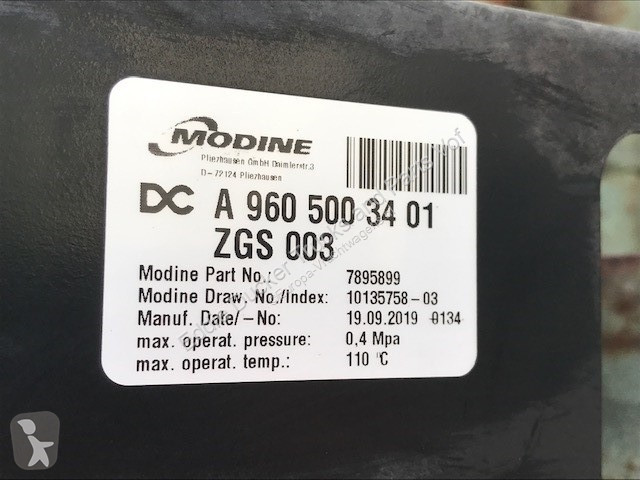 MODINE
Pliezhausen GmbH Daimlerstr.3
D-72124 Pliezhausen
DC A 960 500 34 01
ZGS 003
Modine Part No.: 7895899
Modine Draw. No./Index: 10135758-03
Manuf. Date/-No: 19.09.2019 0134
max. operat. pressure: 0,4 Mpa
max. operat. temp.: 110 °C
via-mobilis